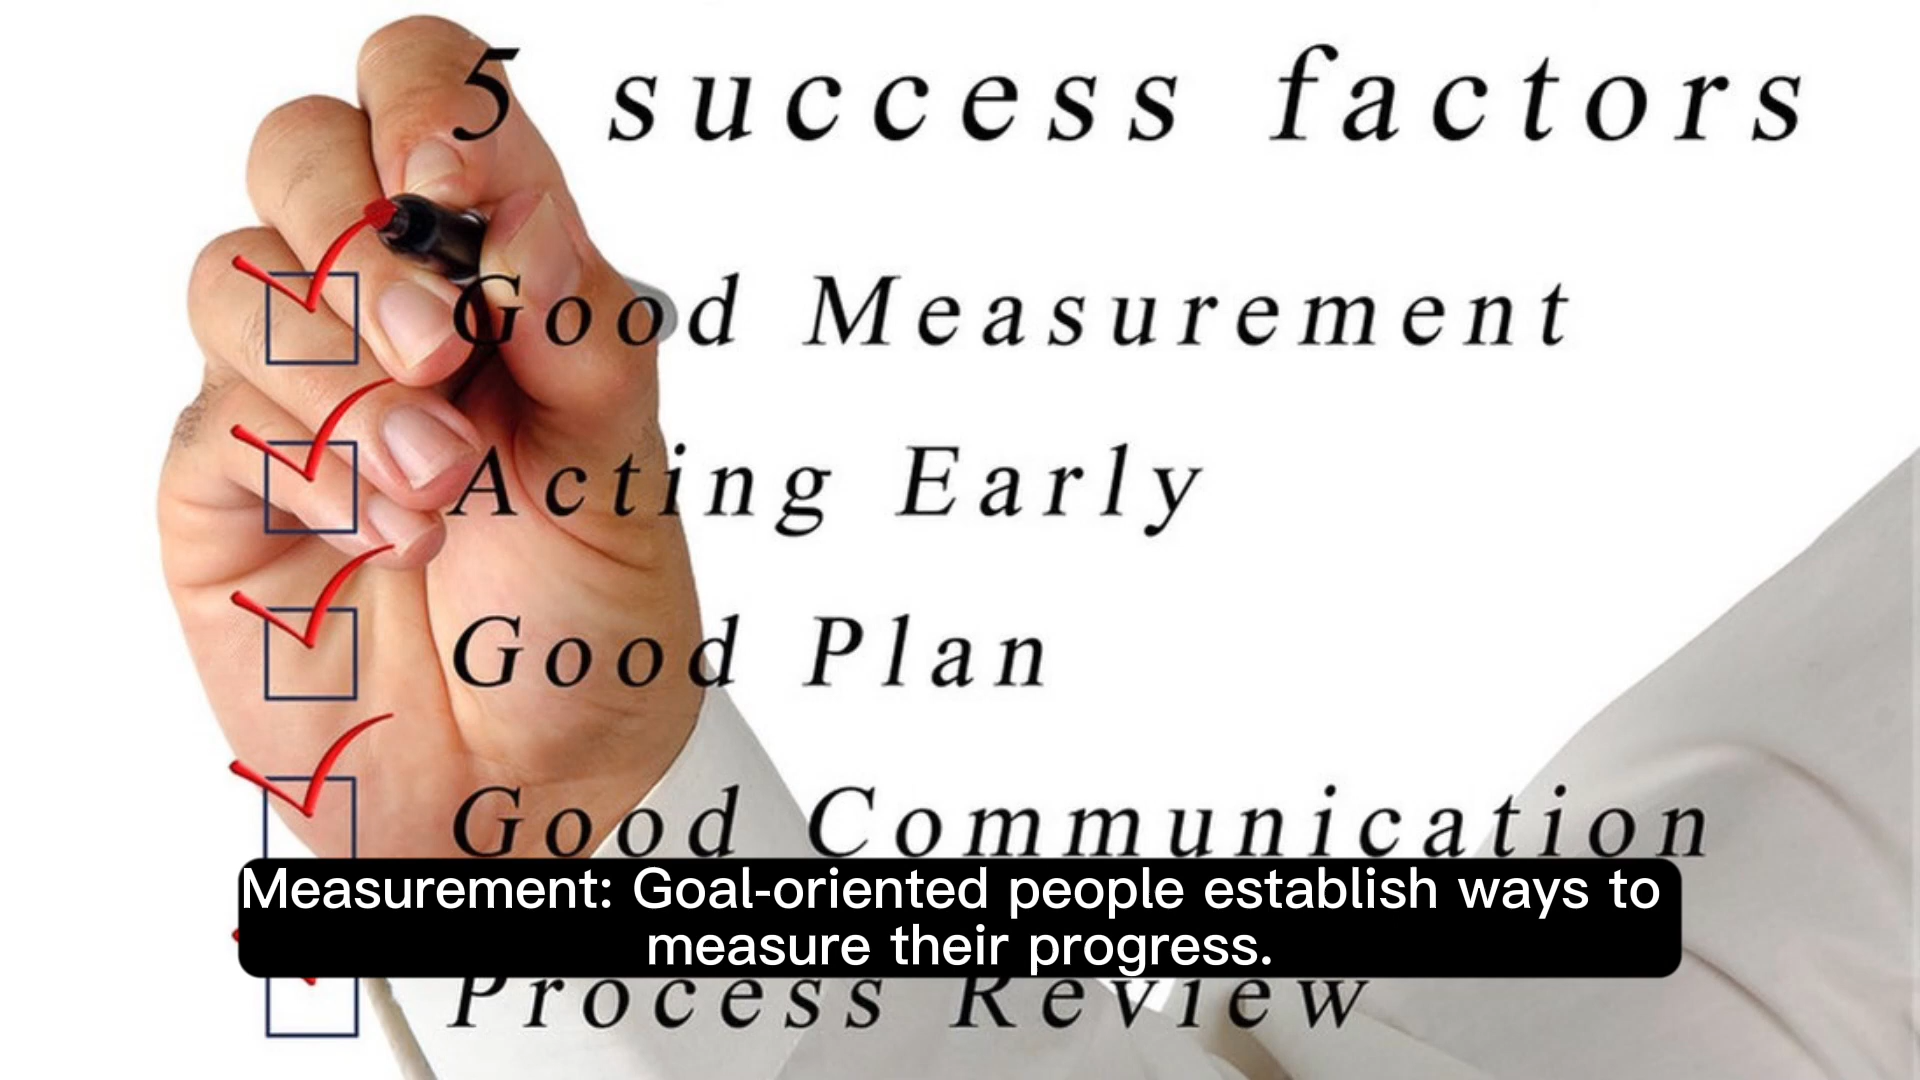 5 success factors
Good Measurement
Acting Early
Good Plan
Good Communication
Measurement: Goal-oriented people establish ways to
measure their progress.
Process Review